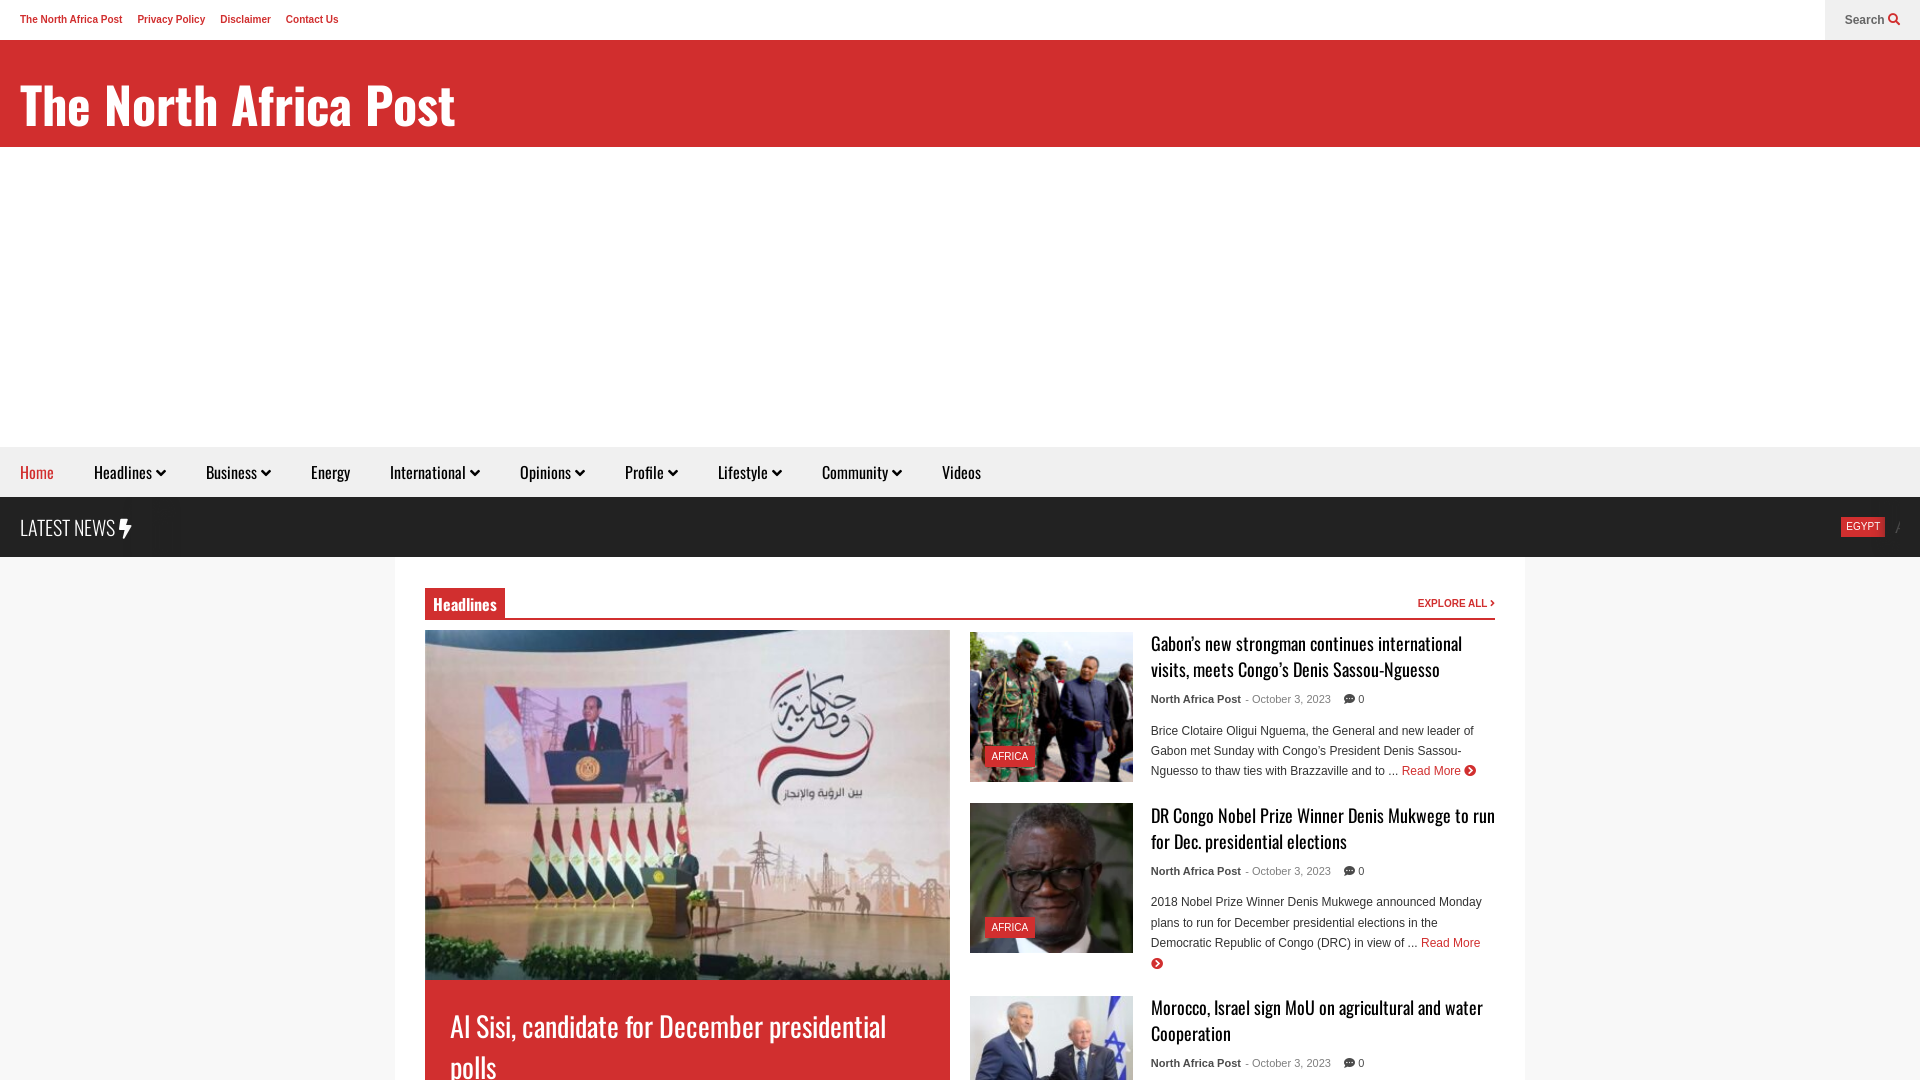 The North Africa Post Privacy Policy Disclaimer Contact Us
Search
The North Africa Post
Home Headlines Business Energy International Opinions Profile Lifestyle Community Videos
LATEST NEWS
EGYPT
Headlines
EXPLORE ALL
حكاية
وطن
بين الرؤية والإنجاز
Al Sisi, candidate for December presidential
polls
AFRICA
Gabon’s new strongman continues international
visits, meets Congo’s Denis Sassou-Nguesso
North Africa Post - October 3, 2023 0
Brice Clotaire Oligui Nguema, the General and new leader of
Gabon met Sunday with Congo’s President Denis Sassou-
Nguesso to thaw ties with Brazzaville and to ... Read More
AFRICA
DR Congo Nobel Prize Winner Denis Mukwege to run
for Dec. presidential elections
North Africa Post - October 3, 2023 0
2018 Nobel Prize Winner Denis Mukwege announced Monday
plans to run for December presidential elections in the
Democratic Republic of Congo (DRC) in view of ... Read More
Morocco, Israel sign MoU on agricultural and water
Cooperation
North Africa Post - October 3, 2023 0